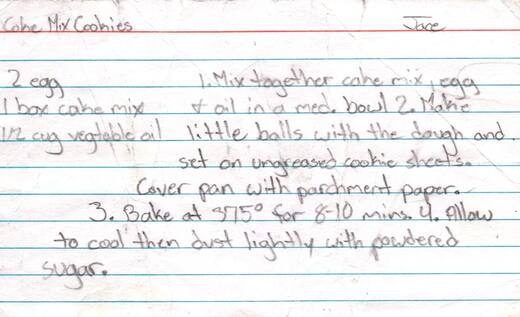 Cake Mix Cookies Jace
2 egg 1. Mix together cake mix, egg
1 box cake mix & oil in a med. bowl 2. Make
1/2 cup vegtable oil little balls with the dough and
set on ungreased cookie sheets.
Cover pan with parchment paper.
3. Bake at 375° for 8-10 mins. 4. Allow
to cool then dust lightly with powdered
sugar.